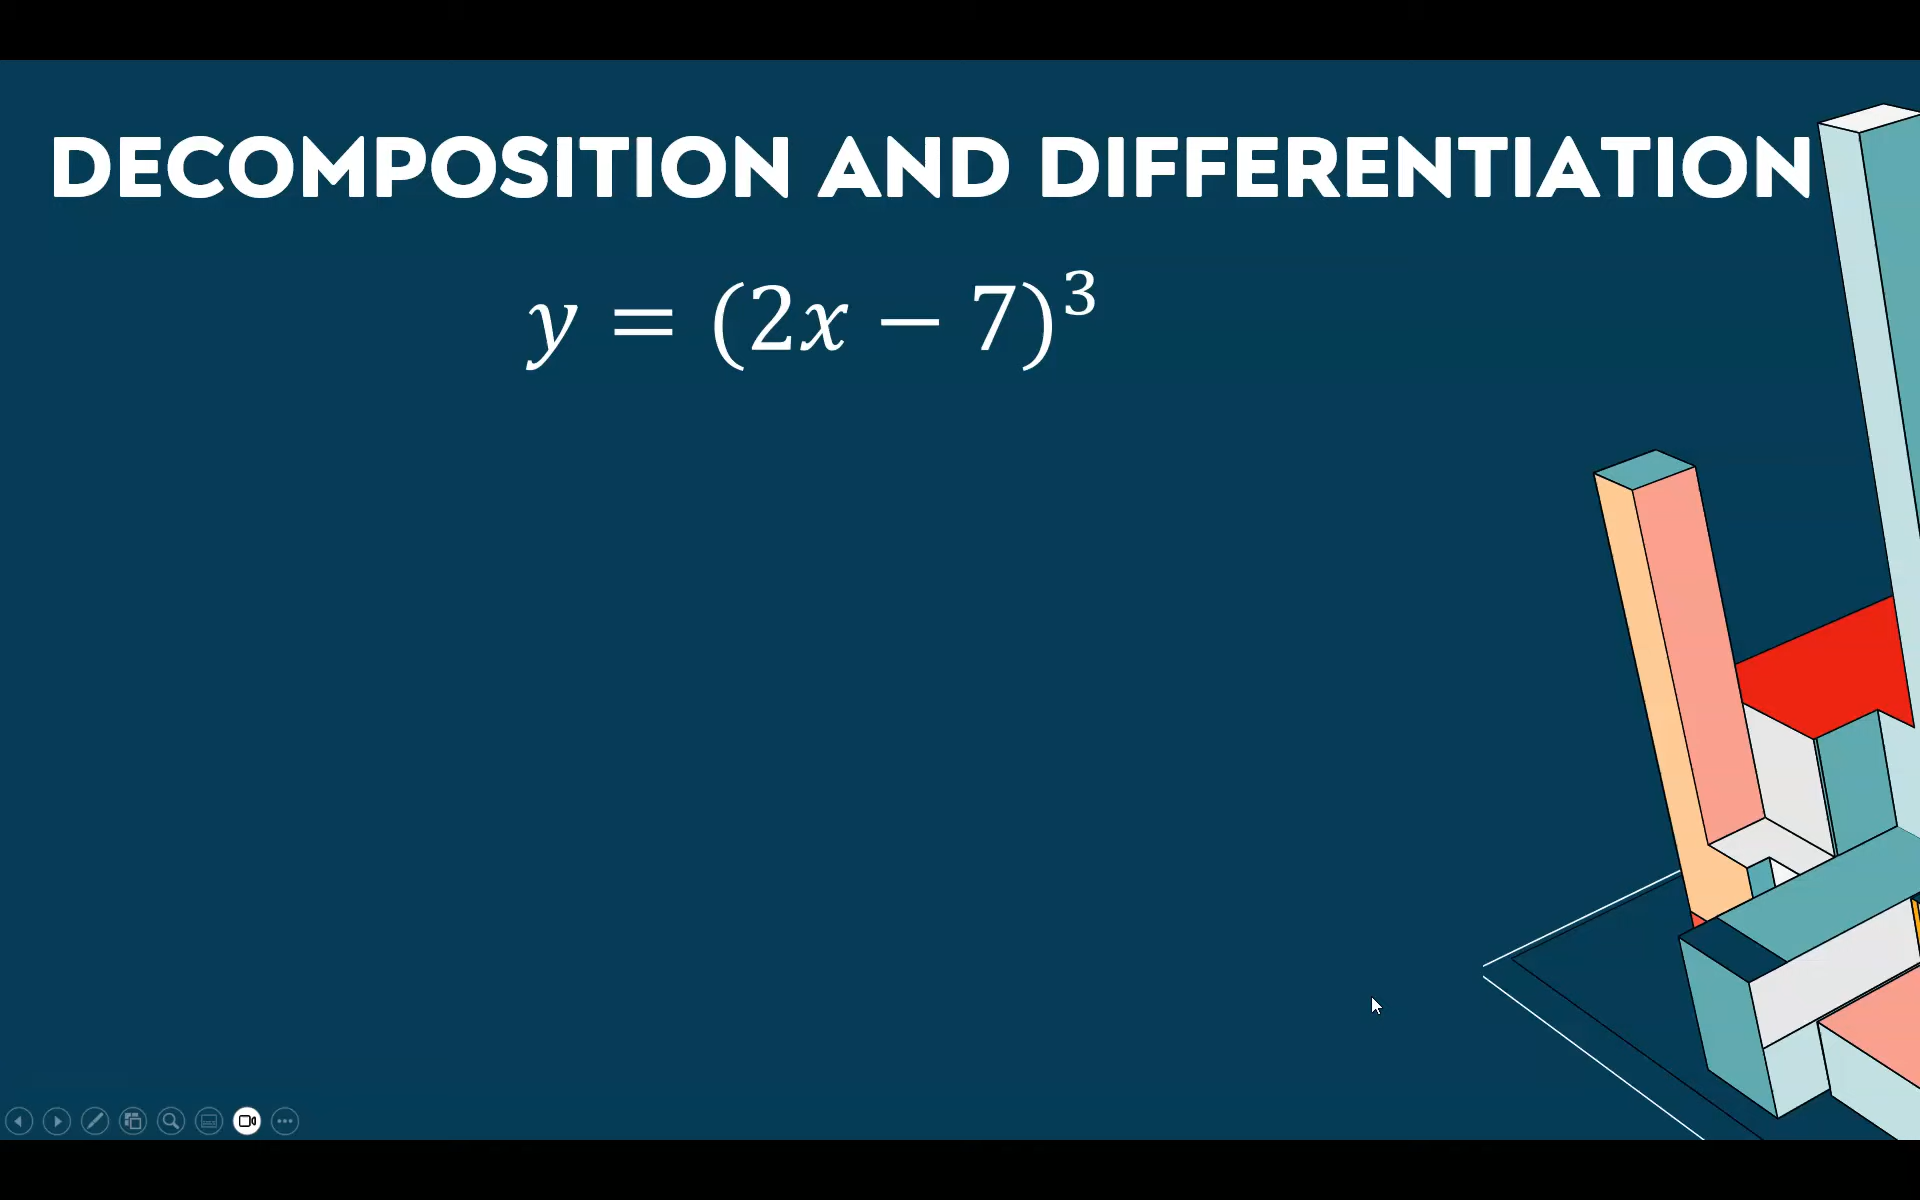 DECOMPOSITION AND DIFFERENTIATION
y = (2x − 7)³